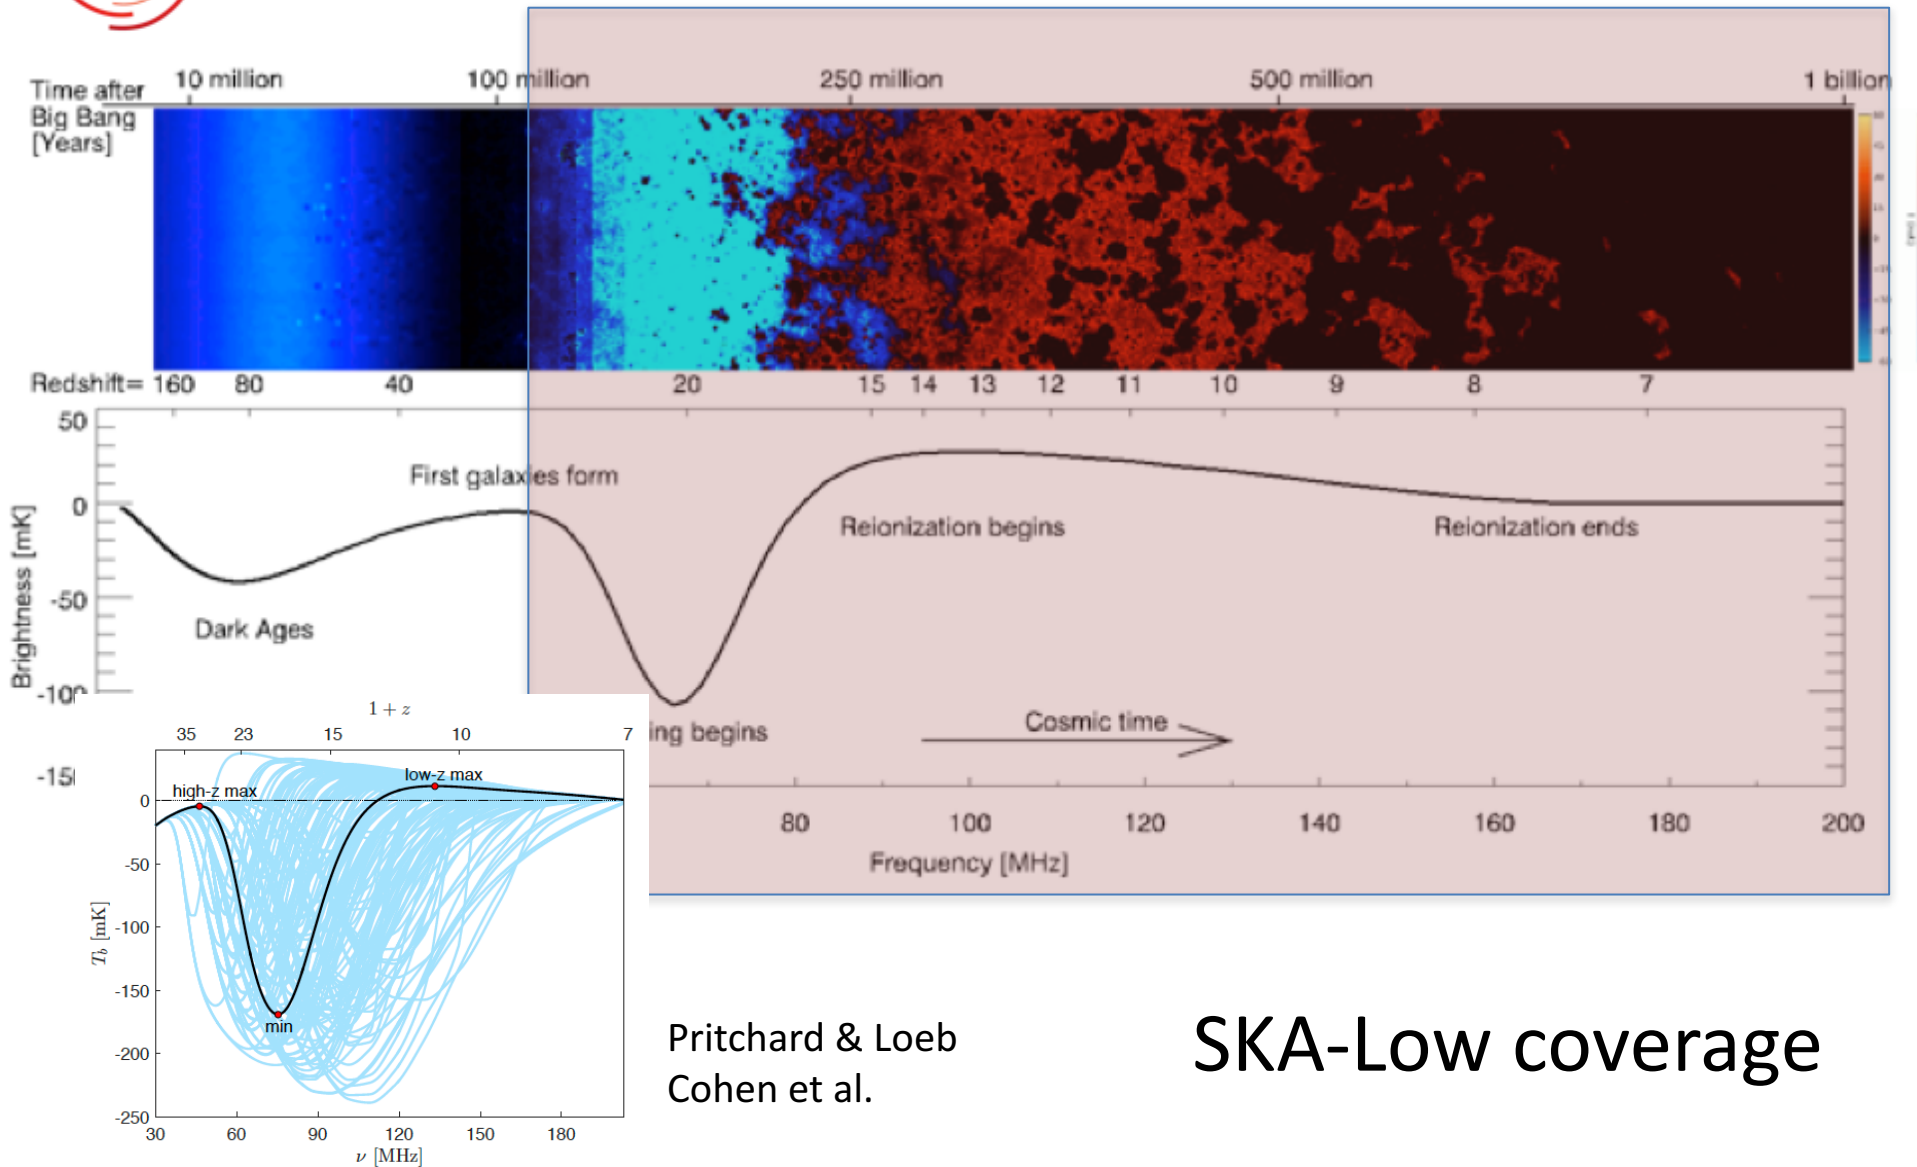 10 million 100 million 250 million 500 million 1 billion
Time after
Big Bang
[Years]
Redshift= 160 80 40 20 15 14 13 12 11 10 9 8 7
50
0
-50
-100
-15
Brightness [mK]
First galaxies form
Dark Ages
Reionization begins
Reionization ends
ing begins
Cosmic time
80 100 120 140 160 180 200
Frequency [MHz]
1 + z
35 23 15 10 7
high-z max
low-z max
min
0
-50
-100
-150
-200
-250
T_b [mK]
30 60 90 120 150 180
ν [MHz]
Pritchard & Loeb
Cohen et al.
SKA-Low coverage